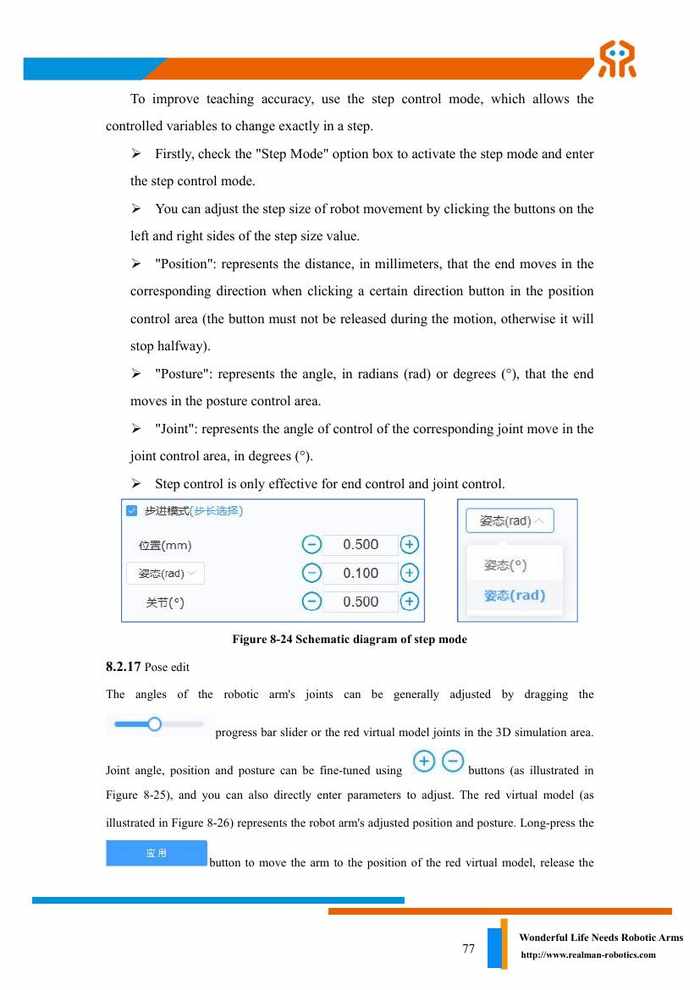 To improve teaching accuracy, use the step control mode, which allows the
controlled variables to change exactly in a step.
➢ Firstly, check the "Step Mode" option box to activate the step mode and enter
the step control mode.
➢ You can adjust the step size of robot movement by clicking the buttons on the
left and right sides of the step size value.
➢ "Position": represents the distance, in millimeters, that the end moves in the
corresponding direction when clicking a certain direction button in the position
control area (the button must not be released during the motion, otherwise it will
stop halfway).
➢ "Posture": represents the angle, in radians (rad) or degrees (°), that the end
moves in the posture control area.
➢ "Joint": represents the angle of control of the corresponding joint move in the
joint control area, in degrees (°).
➢ Step control is only effective for end control and joint control.
步进模式(步长选择)
位置(mm) 0.500
姿态(rad) 0.100
关节(°) 0.500
姿态(rad)
姿态(°)
姿态(rad)
Figure 8-24 Schematic diagram of step mode
8.2.17 Pose edit
The angles of the robotic arm's joints can be generally adjusted by dragging the
progress bar slider or the red virtual model joints in the 3D simulation area.
Joint angle, position and posture can be fine-tuned using buttons (as illustrated in
Figure 8-25), and you can also directly enter parameters to adjust. The red virtual model (as
illustrated in Figure 8-26) represents the robot arm's adjusted position and posture. Long-press the
应用 button to move the arm to the position of the red virtual model, release the
77
Wonderful Life Needs Robotic Arms
http://www.realman-robotics.com